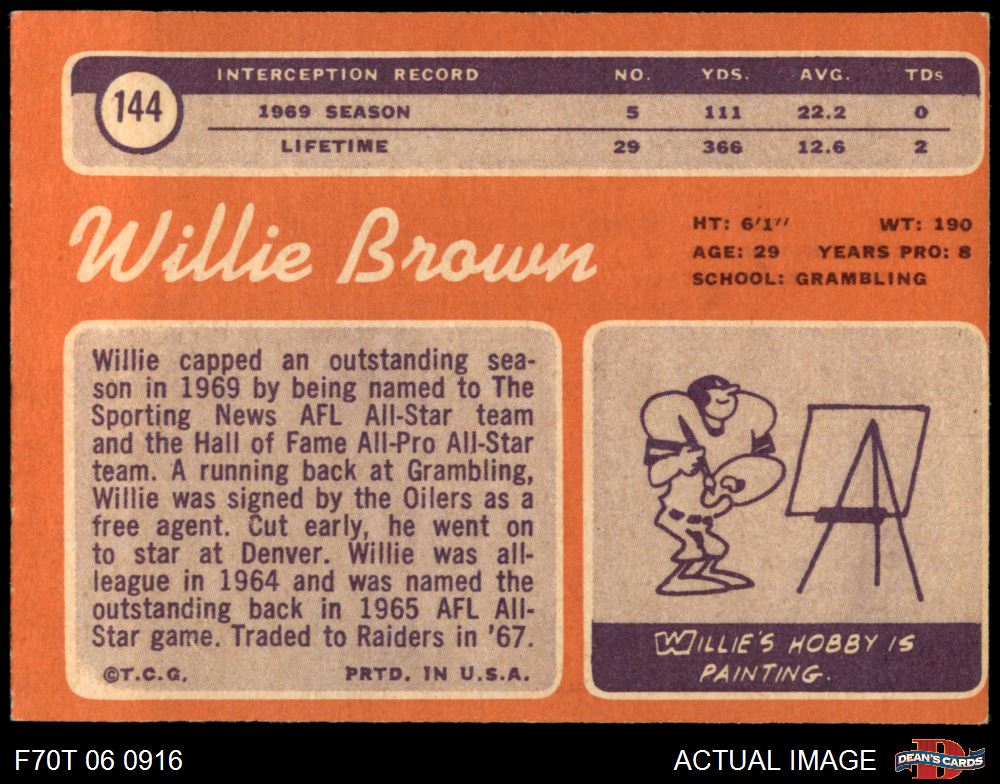 144
INTERCEPTION RECORD NO. YDS. AVG. TDs
1969 SEASON 5 111 22.2 0
LIFETIME 29 366 12.6 2
Willie Brown
HT: 6'1" WT: 190
AGE: 29 YEARS PRO: 8
SCHOOL: GRAMBLING
Willie capped an outstanding sea-
son in 1969 by being named to The
Sporting News AFL All-Star team
and the Hall of Fame All-Pro All-Star
team. A running back at Grambling,
Willie was signed by the Oilers as a
free agent. Cut early, he went on
to star at Denver. Willie was all-
league in 1964 and was named the
outstanding back in 1965 AFL All-
Star game. Traded to Raiders in '67.
©T.C.G. PRTD. IN U.S.A.
WILLIE'S HOBBY IS
PAINTING.
F70T 06 0916 ACTUAL IMAGE
D
DEAN'S CARDS